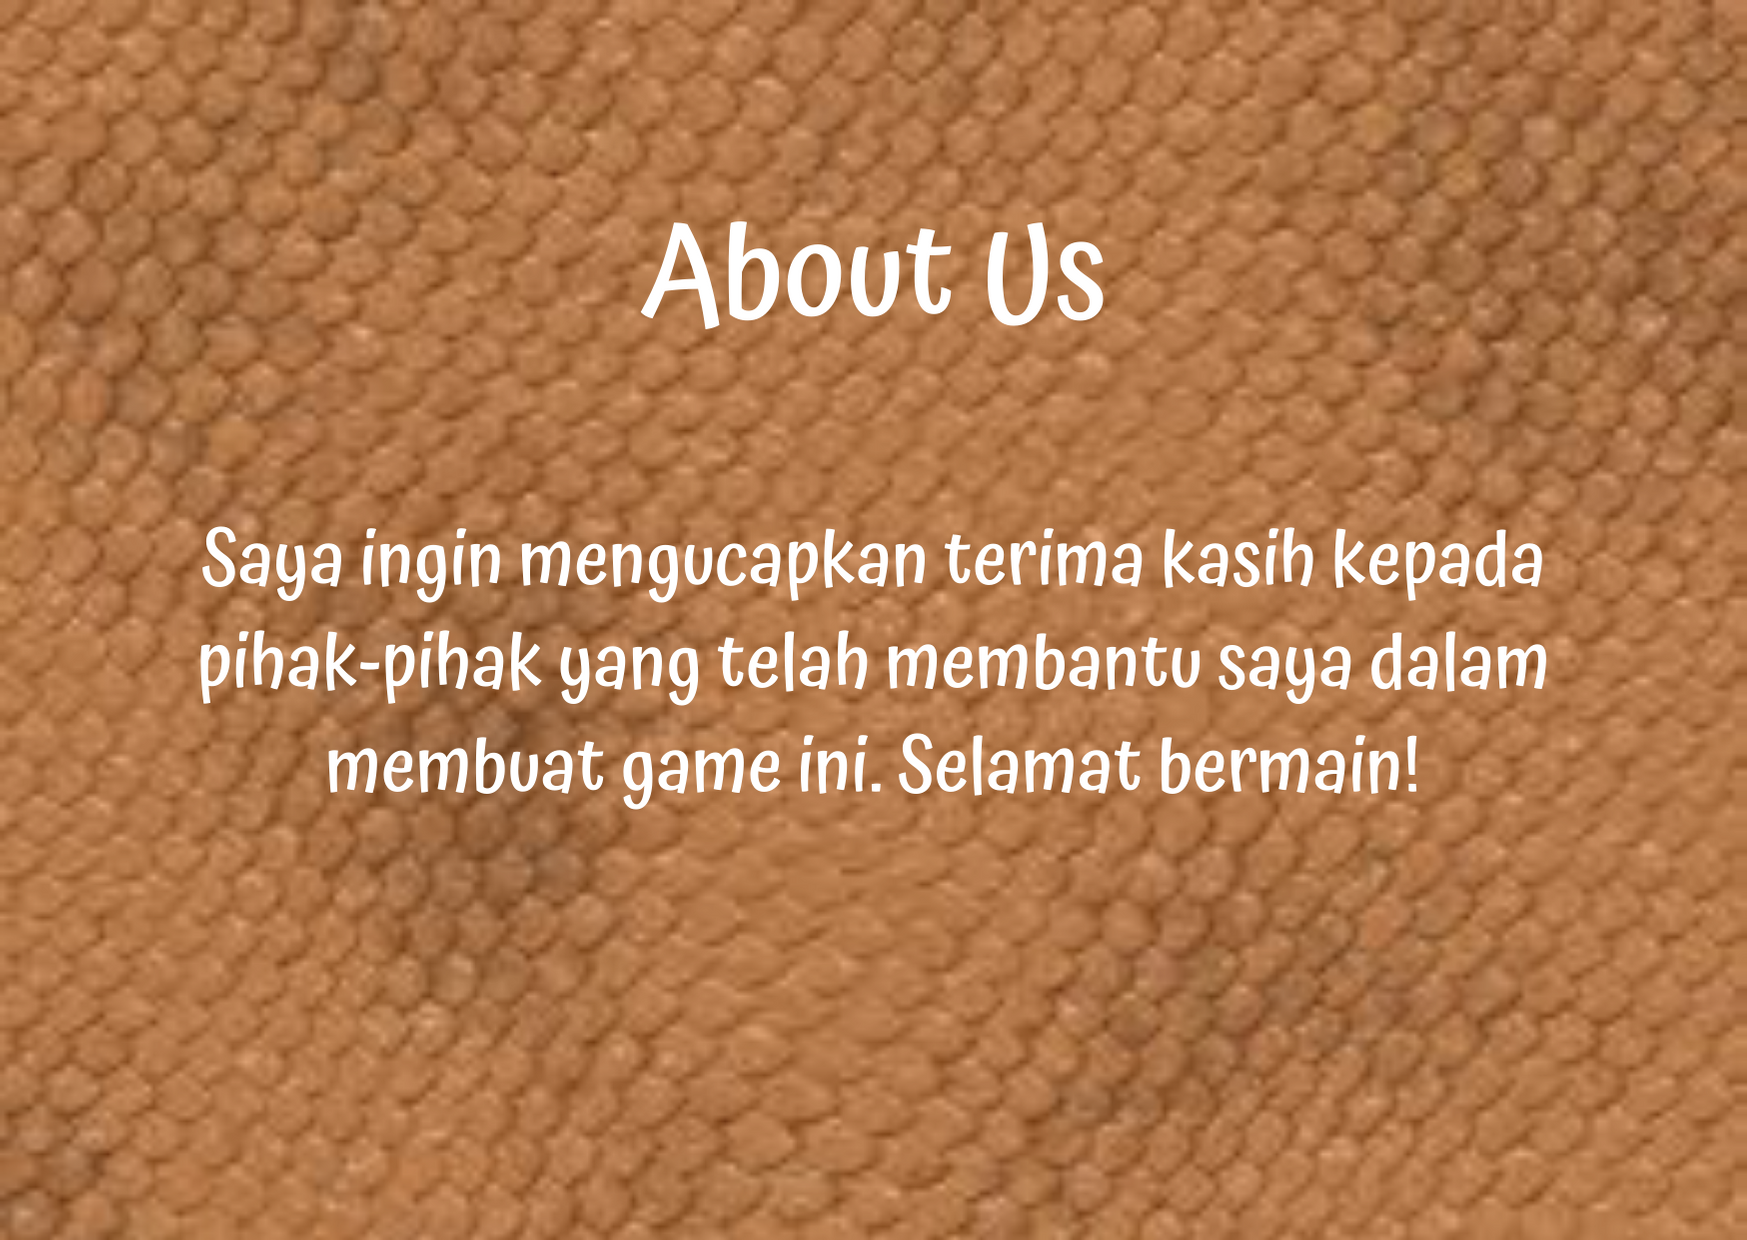 About Us
Saya ingin mengucapkan terima kasih kepada
pihak-pihak yang telah membantu saya dalam
membuat game ini. Selamat bermain!